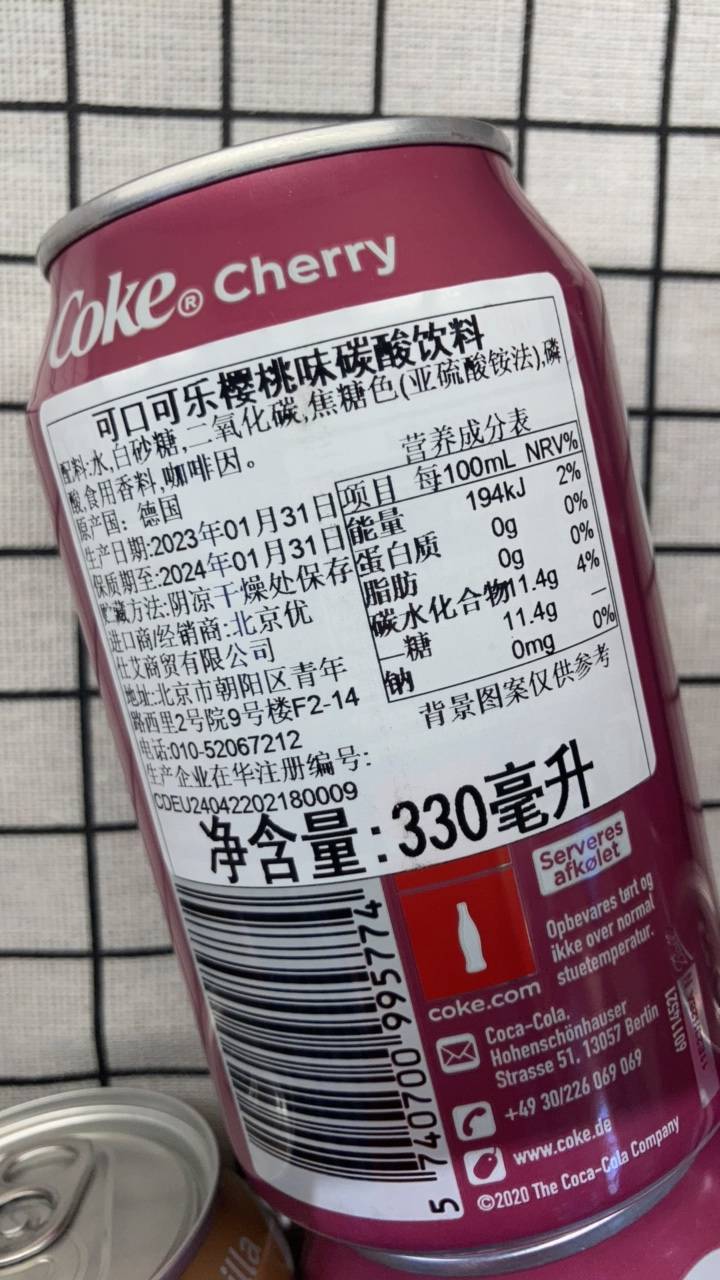 Coke® Cherry
可口可乐樱桃味碳酸饮料
配料:水,白砂糖,二氧化碳,焦糖色(亚硫酸铵法),磷
酸,食用香料,咖啡因。
原产国：德国
生产日期:2023年01月31日
保质期至:2024年01月31日
贮藏方法:阴凉干燥处保存
进口商/经销商:北京优
仕艾商贸有限公司
地址:北京市朝阳区青年
路西里2号院9号楼F2-14
电话:010-52067212
生产企业在华注册编号:
CDEU24042202180009
营养成分表
项目 每100mL NRV%
能量 194kJ 2%
蛋白质 0g 0%
脂肪 0g 0%
碳水化合物 11.4g 4%
糖 11.4g —
钠 0mg 0%
背景图案仅供参考
净含量:330毫升
5 740700 995774
coke.com
Serveres
afkølet
Opbevares tørt og
ikke over normal
stuetemperatur.
Coca-Cola,
Hohenschönhauser
Strasse 51, 13057 Berlin
+49 30/226 069 069
www.coke.de
©2020 The Coca-Cola Company
60114521
illa